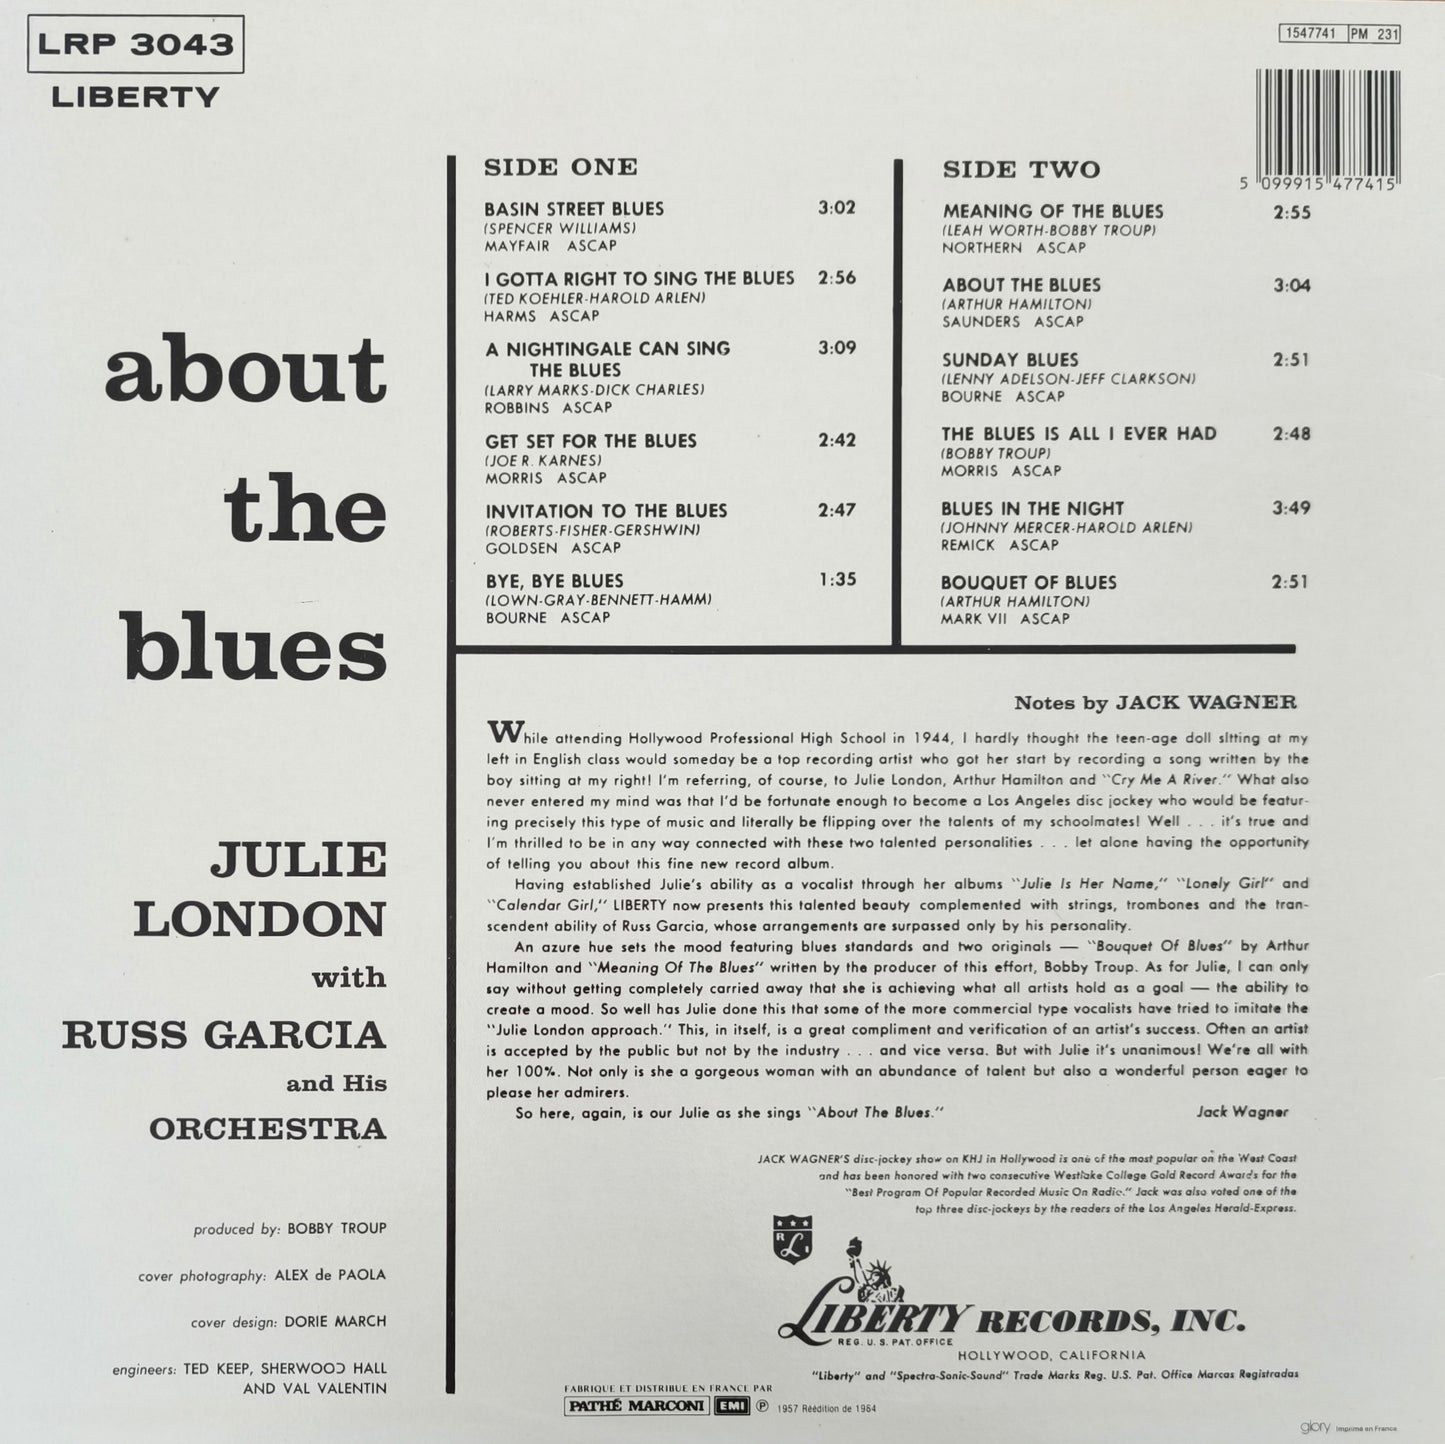 LRP 3043
LIBERTY
1547741 PM 231
5 099915 477415
about
the
blues
JULIE
LONDON
with
RUSS GARCIA
and His
ORCHESTRA
produced by: BOBBY TROUP
cover photography: ALEX de PAOLA
cover design: DORIE MARCH
engineers: TED KEEP, SHERWOOD HALL
AND VAL VALENTIN
SIDE ONE
BASIN STREET BLUES 3:02
(SPENCER WILLIAMS)
MAYFAIR ASCAP
I GOTTA RIGHT TO SING THE BLUES 2:56
(TED KOEHLER-HAROLD ARLEN)
HARMS ASCAP
A NIGHTINGALE CAN SING 3:09
THE BLUES
(LARRY MARKS-DICK CHARLES)
ROBBINS ASCAP
GET SET FOR THE BLUES 2:42
(JOE R. KARNES)
MORRIS ASCAP
INVITATION TO THE BLUES 2:47
(ROBERTS-FISHER-GERSHWIN)
GOLDSEN ASCAP
BYE, BYE BLUES 1:35
(LOWN-GRAY-BENNETT-HAMM)
BOURNE ASCAP
SIDE TWO
MEANING OF THE BLUES 2:55
(LEAH WORTH-BOBBY TROUP)
NORTHERN ASCAP
ABOUT THE BLUES 3:04
(ARTHUR HAMILTON)
SAUNDERS ASCAP
SUNDAY BLUES 2:51
(LENNY ADELSON-JEFF CLARKSON)
BOURNE ASCAP
THE BLUES IS ALL I EVER HAD 2:48
(BOBBY TROUP)
MORRIS ASCAP
BLUES IN THE NIGHT 3:49
(JOHNNY MERCER-HAROLD ARLEN)
REMICK ASCAP
BOUQUET OF BLUES 2:51
(ARTHUR HAMILTON)
MARK VII ASCAP
Notes by JACK WAGNER
While attending Hollywood Professional High School in 1944, I hardly thought the teen-age doll sitting at my
left in English class would someday be a top recording artist who got her start by recording a song written by the
boy sitting at my right! I'm referring, of course, to Julie London, Arthur Hamilton and "Cry Me A River." What also
never entered my mind was that I'd be fortunate enough to become a Los Angeles disc jockey who would be featur-
ing precisely this type of music and literally be flipping over the talents of my schoolmates! Well . . . it's true and
I'm thrilled to be in any way connected with these two talented personalities . . . let alone having the opportunity
of telling you about this fine new record album.
Having established Julie's ability as a vocalist through her albums "Julie Is Her Name," "Lonely Girl" and
"Calendar Girl," LIBERTY now presents this talented beauty complemented with strings, trombones and the tran-
scendent ability of Russ Garcia, whose arrangements are surpassed only by his personality.
An azure hue sets the mood featuring blues standards and two originals — "Bouquet Of Blues" by Arthur
Hamilton and "Meaning Of The Blues" written by the producer of this effort, Bobby Troup. As for Julie, I can only
say without getting completely carried away that she is achieving what all artists hold as a goal — the ability to
create a mood. So well has Julie done this that some of the more commercial type vocalists have tried to imitate the
"Julie London approach." This, in itself, is a great compliment and verification of an artist's success. Often an artist
is accepted by the public but not by the industry . . . and vice versa. But with Julie it's unanimous! We're all with
her 100%. Not only is she a gorgeous woman with an abundance of talent but also a wonderful person eager to
please her admirers.
So here, again, is our Julie as she sings "About The Blues." Jack Wagner
JACK WAGNER'S disc-jockey show on KHJ in Hollywood is one of the most popular on the West Coast
and has been honored with two consecutive Westlake College Gold Record Awards for the
"Best Program Of Popular Recorded Music On Radio." Jack was also voted one of the
top three disc-jockeys by the readers of the Los Angeles Herald-Express.
R L I
LIBERTY RECORDS, INC.
REG. U. S. PAT. OFFICE
HOLLYWOOD, CALIFORNIA
"Liberty" and "Spectra-Sonic-Sound" Trade Marks Reg. U.S. Pat. Office Marcas Registradas
FABRIQUE ET DISTRIBUE EN FRANCE PAR
PATHÉ MARCONI EMI ℗ 1957 Réédition de 1984
glory Imprimé en France